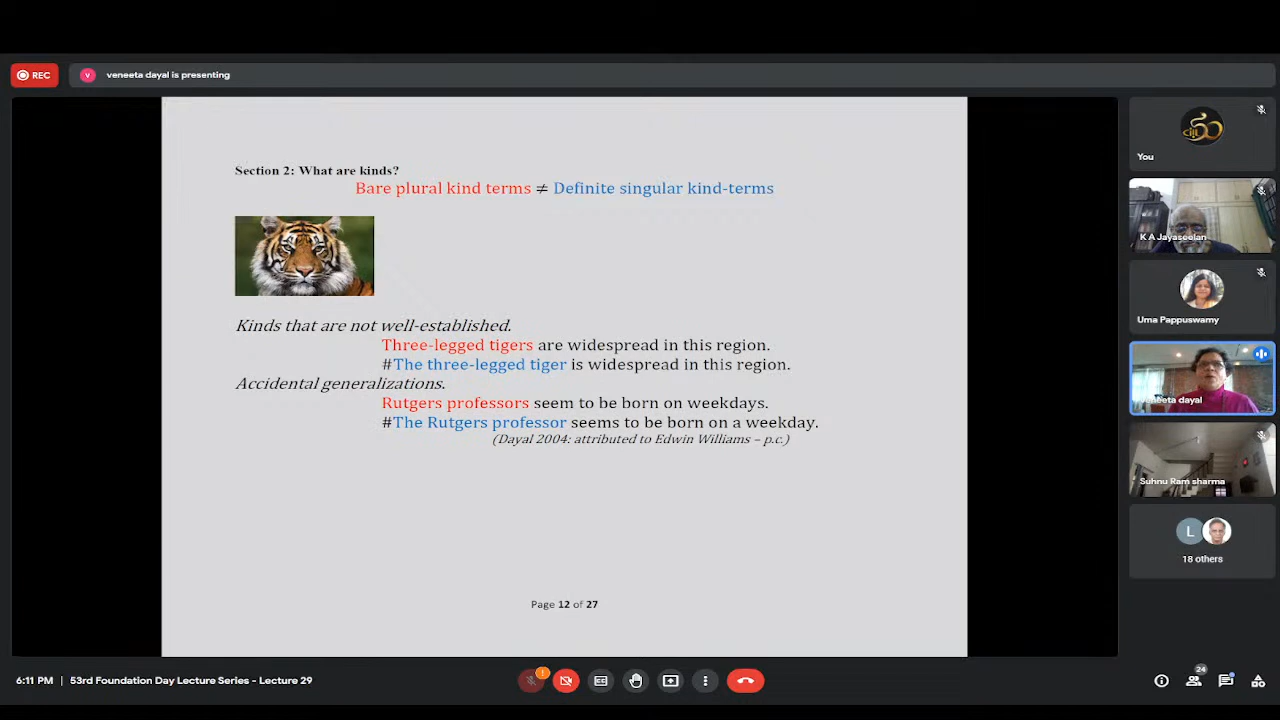 REC
v
veneeta dayal is presenting
Section 2: What are kinds?
Bare plural kind terms ≠ Definite singular kind-terms
Kinds that are not well-established.
Three-legged tigers are widespread in this region.
#The three-legged tiger is widespread in this region.
Accidental generalizations.
Rutgers professors seem to be born on weekdays.
#The Rutgers professor seems to be born on a weekday.
(Dayal 2004: attributed to Edwin Williams – p.c.)
Page 12 of 27
You
K A Jayaseelan
Uma Pappuswamy
veneeta dayal
Suhnu Ram sharma
L
18 others
6:11 PM | 53rd Foundation Day Lecture Series - Lecture 29
24